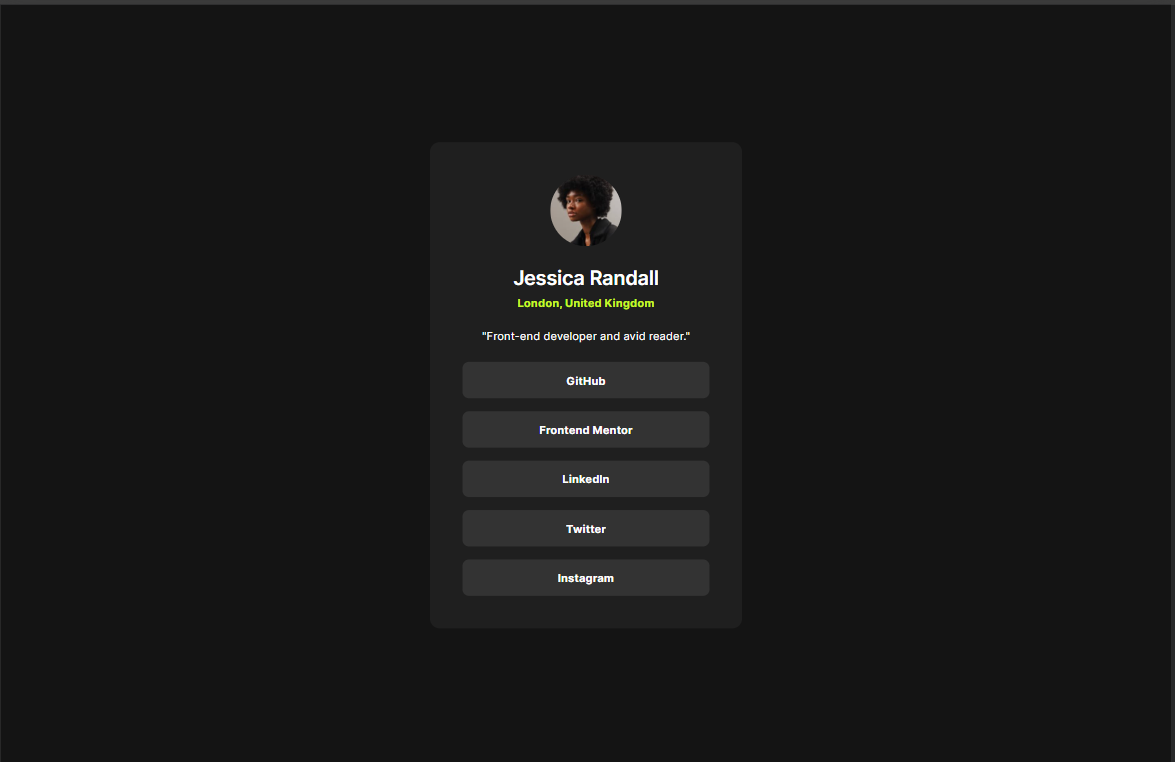 Jessica Randall
London, United Kingdom
"Front-end developer and avid reader."
GitHub
Frontend Mentor
LinkedIn
Twitter
Instagram